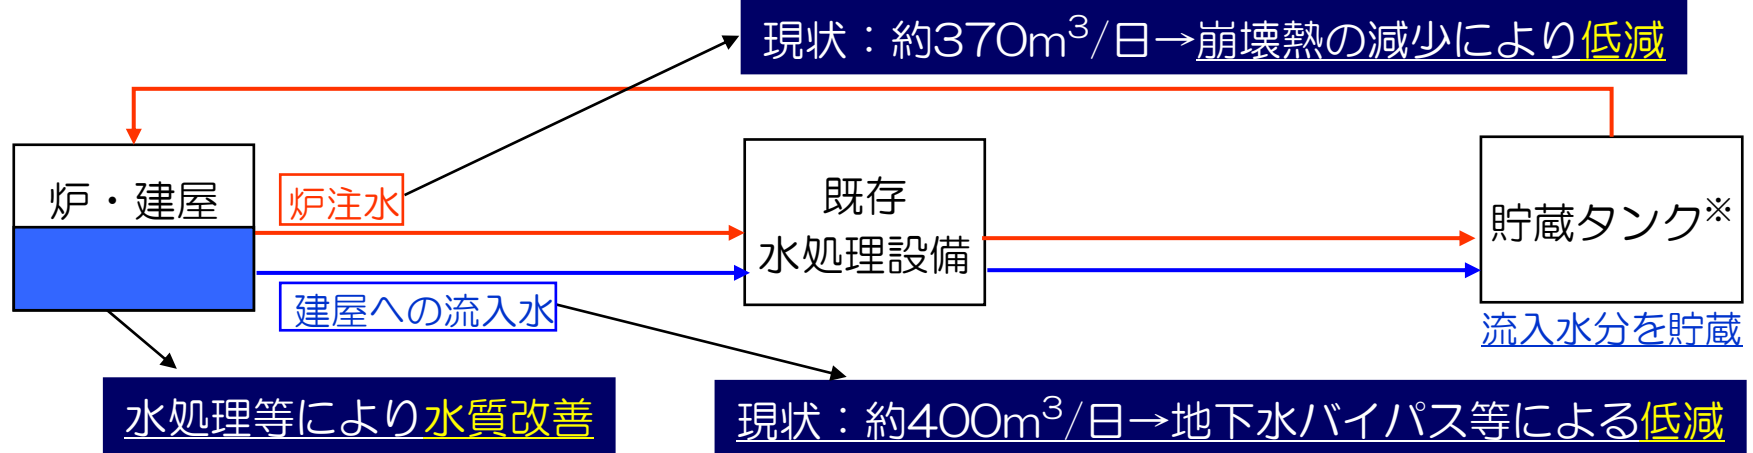 現状：約370m³/日→崩壊熱の減少により低減
炉・建屋
炉注水
既存
水処理設備
貯蔵タンク※
建屋への流入水
流入水分を貯蔵
水処理等により水質改善
現状：約400m³/日→地下水バイパス等による低減